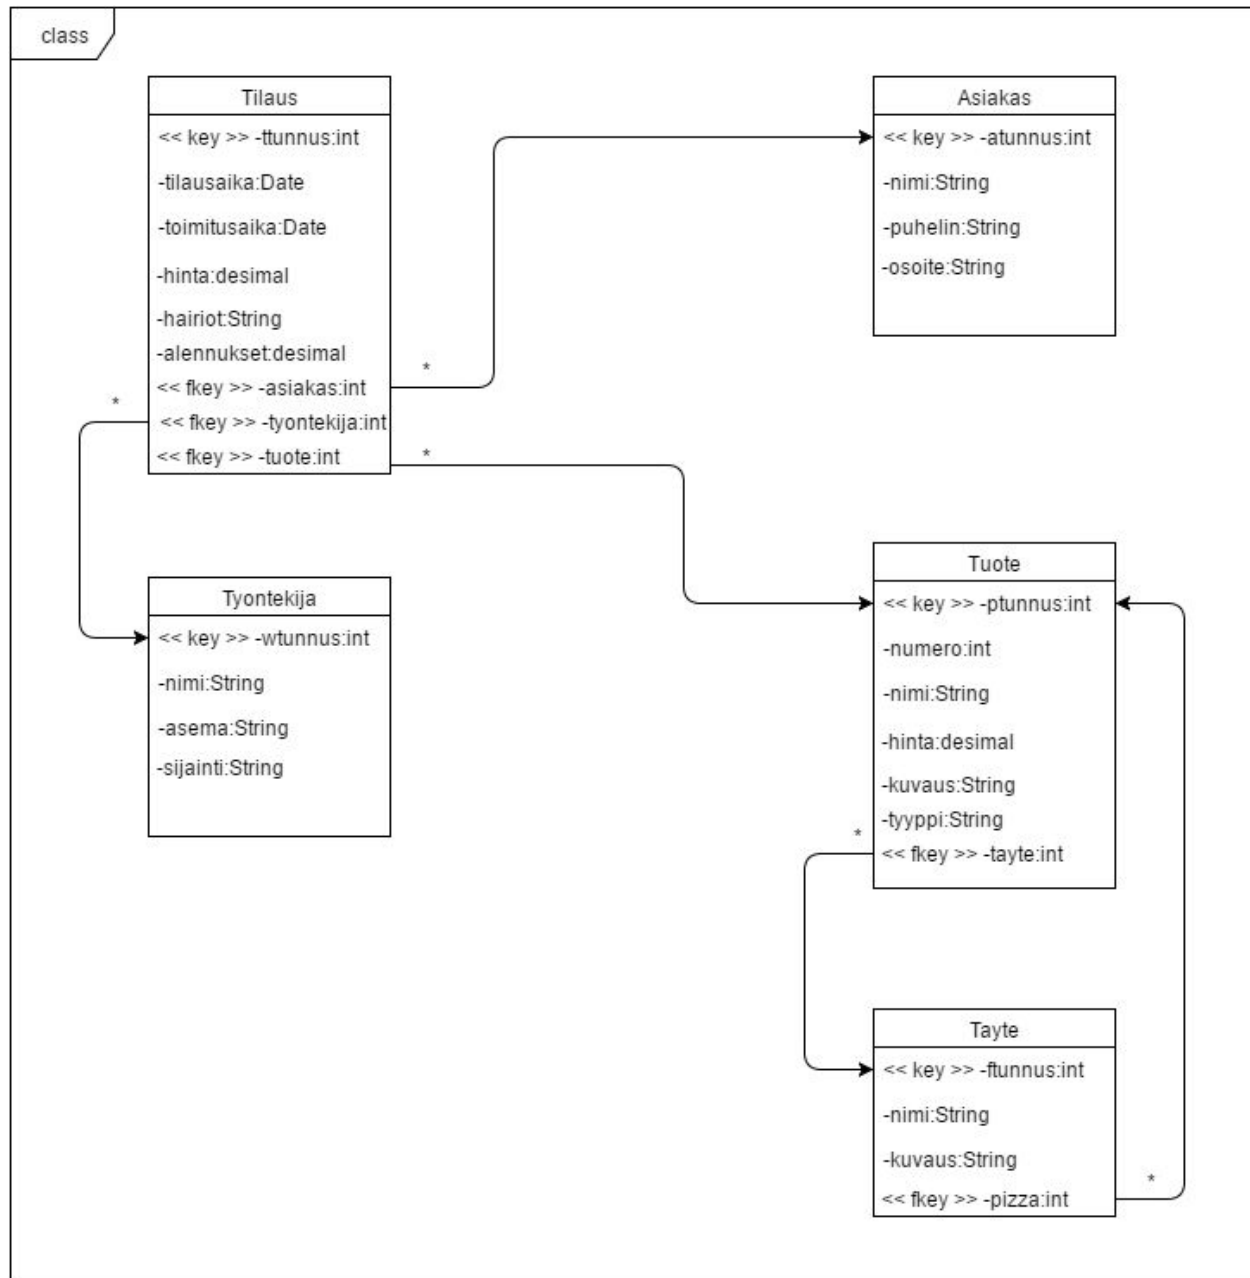 class
Tilaus
<< key >> -ttunnus:int
-tilausaika:Date
-toimitusaika:Date
-hinta:desimal
-hairiot:String
-alennukset:desimal
<< fkey >> -asiakas:int
<< fkey >> -tyontekija:int
<< fkey >> -tuote:int
*
*
*
Asiakas
<< key >> -atunnus:int
-nimi:String
-puhelin:String
-osoite:String
Tyontekija
<< key >> -wtunnus:int
-nimi:String
-asema:String
-sijainti:String
Tuote
<< key >> -ptunnus:int
-numero:int
-nimi:String
-hinta:desimal
-kuvaus:String
-tyyppi:String
<< fkey >> -tayte:int
*
Tayte
<< key >> -ftunnus:int
-nimi:String
-kuvaus:String
<< fkey >> -pizza:int
*